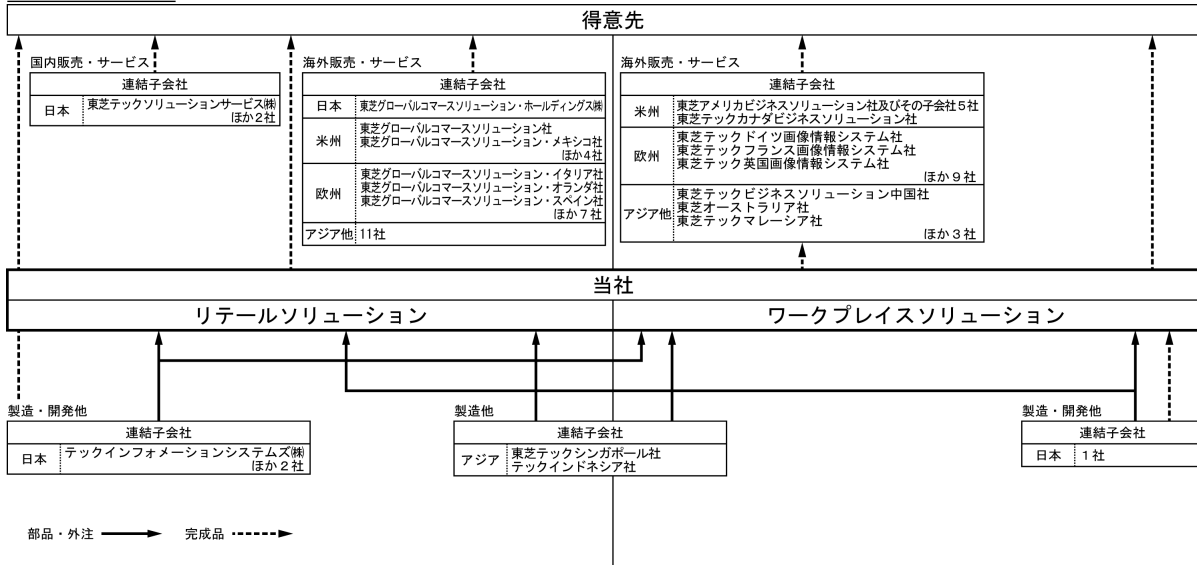 得意先
国内販売・サービス
連結子会社
日本
東芝テックソリューションサービス㈱
ほか２社
海外販売・サービス
連結子会社
日本
東芝グローバルコマースソリューション・ホールディングス㈱
米州
東芝グローバルコマースソリューション社
東芝グローバルコマースソリューション・メキシコ社
ほか４社
欧州
東芝グローバルコマースソリューション・イタリア社
東芝グローバルコマースソリューション・オランダ社
東芝グローバルコマースソリューション・スペイン社
ほか７社
アジア他
11社
海外販売・サービス
連結子会社
米州
東芝アメリカビジネスソリューション社及びその子会社５社
東芝テックカナダビジネスソリューション社
欧州
東芝テックドイツ画像情報システム社
東芝テックフランス画像情報システム社
東芝テック英国画像情報システム社
ほか９社
アジア他
東芝テックビジネスソリューション中国社
東芝オーストラリア社
東芝テックマレーシア社
ほか３社
当社
リテールソリューション
ワークプレイスソリューション
製造・開発他
連結子会社
日本
テックインフォメーションシステムズ㈱
ほか２社
製造他
連結子会社
アジア
東芝テックシンガポール社
テックインドネシア社
製造・開発他
連結子会社
日本
１社
部品・外注
完成品